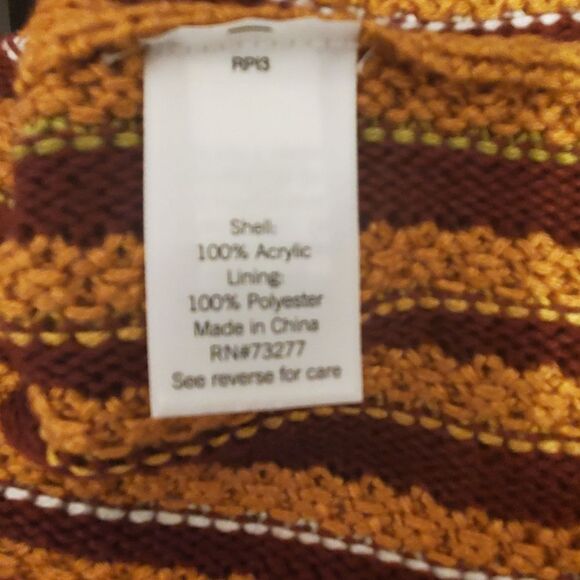 RPI3
Shell:
100% Acrylic
Lining:
100% Polyester
Made in China
RN#73277
See reverse for care